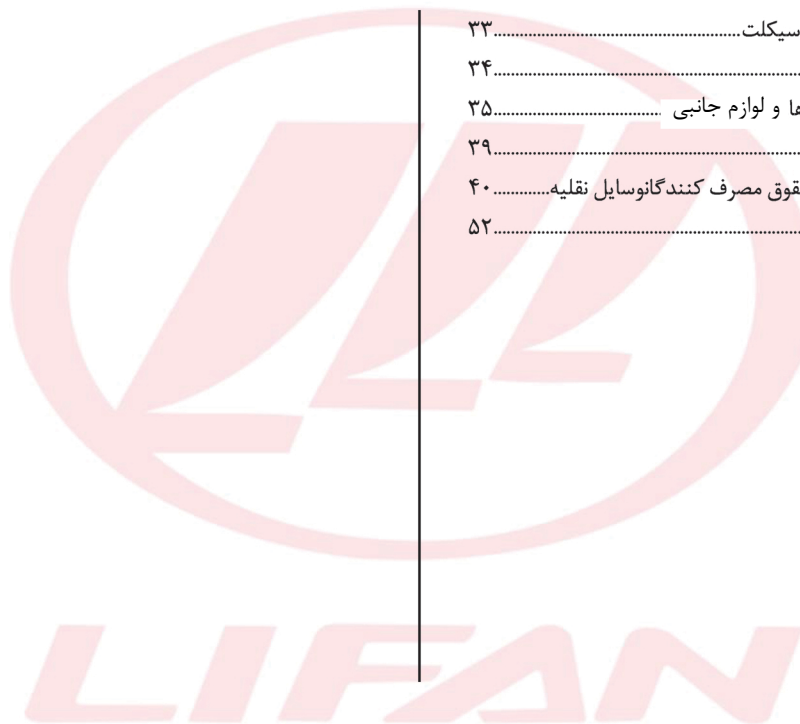 سیکلت................................................۳۳
................................................................۳۴
ها و لوازم جانبی ................................۳۵
................................................................۳۹
قوق مصرف کنندگانوسایل نقلیه............۴۰
................................................................۵۲
LIFAN